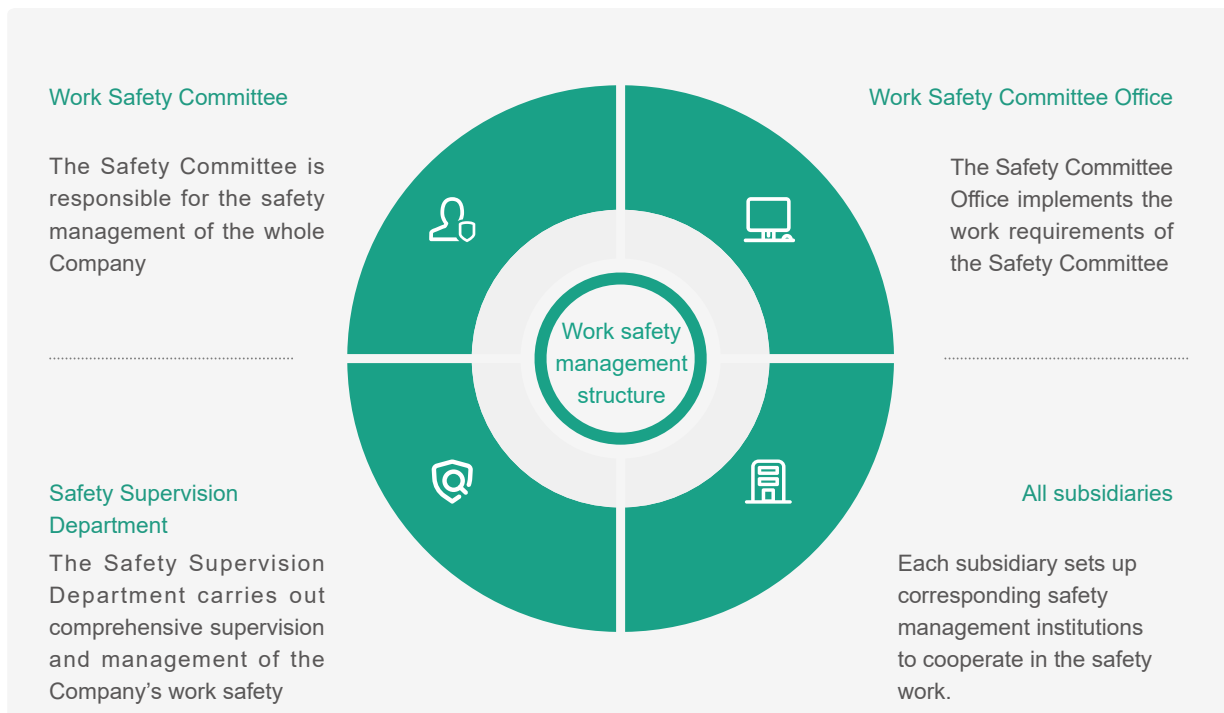 Work Safety Committee
The Safety Committee is
responsible for the safety
management of the whole
Company
Work Safety Committee Office
The Safety Committee
Office implements the
work requirements of
the Safety Committee
Work safety
management
structure
Safety Supervision
Department
The Safety Supervision
Department carries out
comprehensive supervision
and management of the
Company’s work safety
All subsidiaries
Each subsidiary sets up
corresponding safety
management institutions
to cooperate in the safety
work.